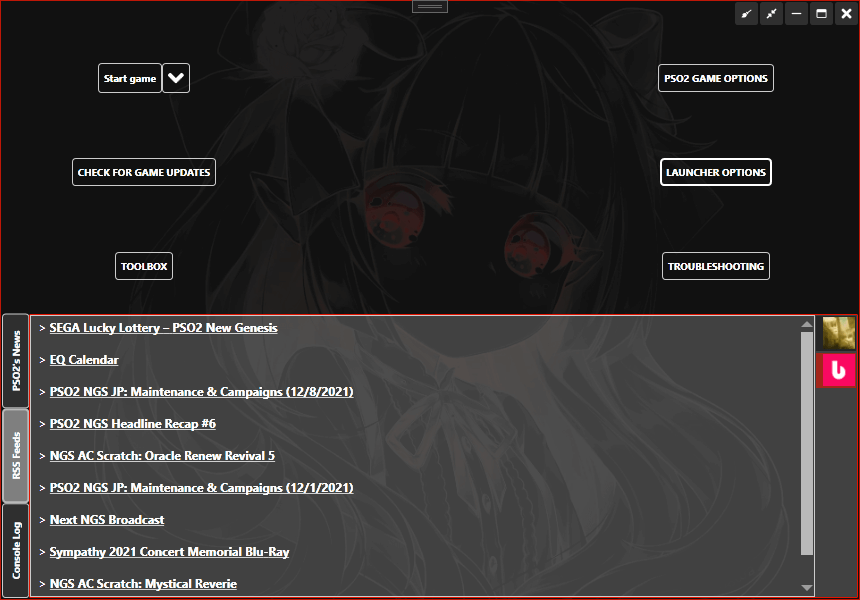 Start game
PSO2 GAME OPTIONS
CHECK FOR GAME UPDATES
LAUNCHER OPTIONS
TOOLBOX
TROUBLESHOOTING
PSO2's News
RSS Feeds
Console Log
> SEGA Lucky Lottery – PSO2 New Genesis
> EQ Calendar
> PSO2 NGS JP: Maintenance & Campaigns (12/8/2021)
> PSO2 NGS Headline Recap #6
> NGS AC Scratch: Oracle Renew Revival 5
> PSO2 NGS JP: Maintenance & Campaigns (12/1/2021)
> Next NGS Broadcast
> Sympathy 2021 Concert Memorial Blu-Ray
> NGS AC Scratch: Mystical Reverie
b